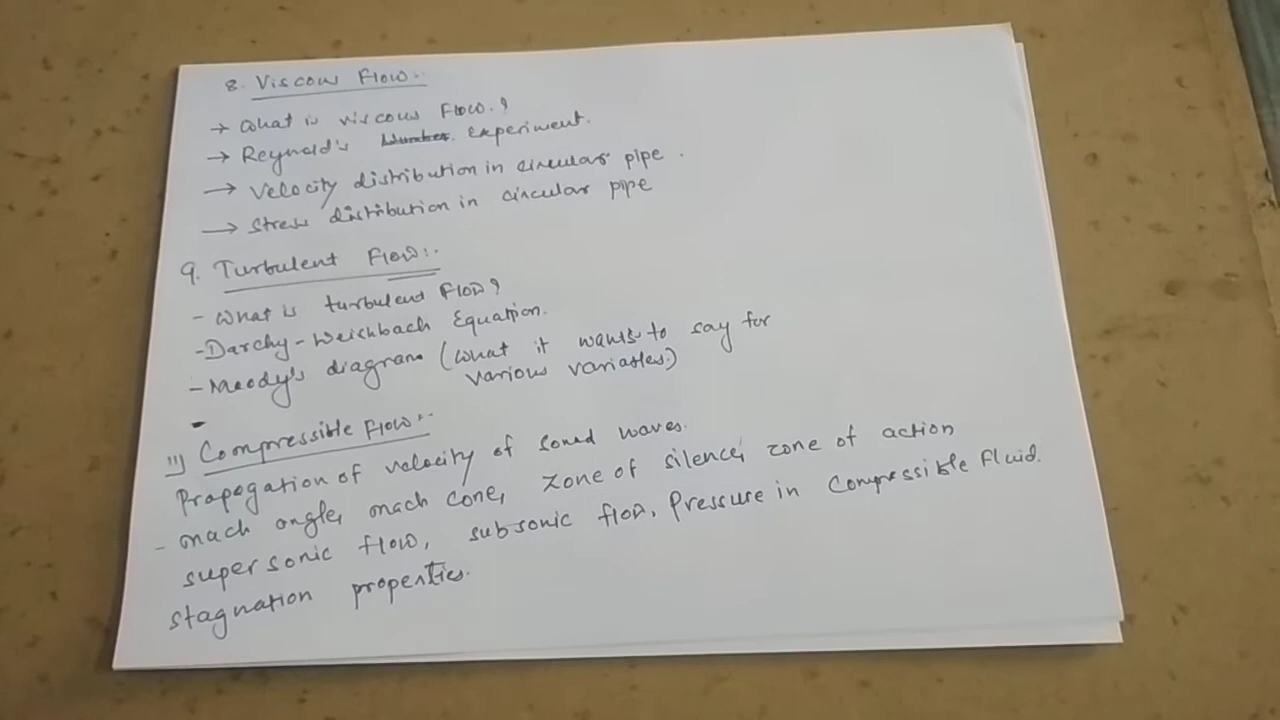 8. Viscous Flow:-
→ What is viscous Flow.?
→ Reynold's Number. Experiment.
→ Velocity distribution in circular pipe.
→ Stress distribution in circular pipe
9. Turbulent Flow:-
- What is turbulent Flow?
- Darchy-Weishbach Equation.
- Moody's diagram (What it wants to say for
various variables.)
11) Compressible Flow:-
Propogation of velocity of sound waves.
- mach angle, mach cone, zone of silence, zone of action
supersonic flow, subsonic flow, Pressure in Compressible Fluid.
stagnation properties.